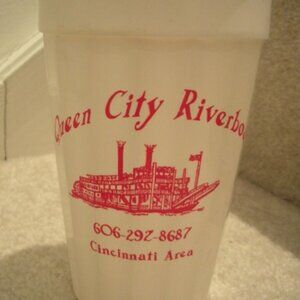 Queen City Riverbo
606-292-8687
Cincinnati Area